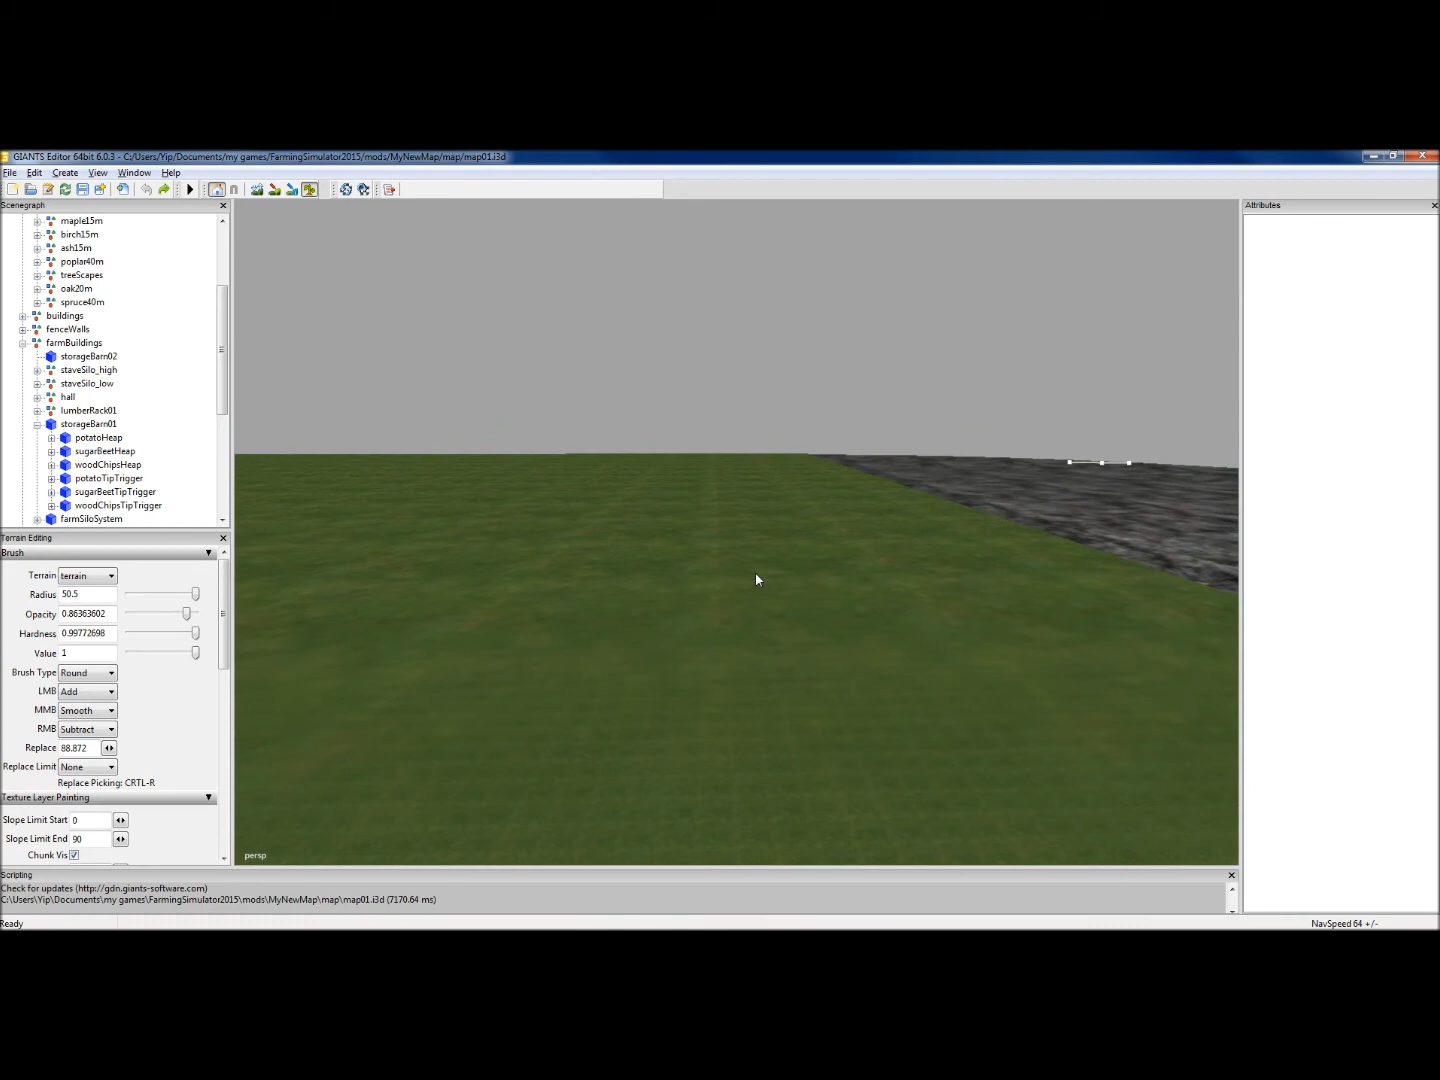 GIANTS Editor 64bit 6.0.3 - C:/Users/Yip/Documents/my games/FarmingSimulator2015/mods/MyNewMap/map/map01.i3d
File Edit Create View Window Help
Scenegraph
maple15m
birch15m
ash15m
poplar40m
treeScapes
oak20m
spruce40m
buildings
fenceWalls
farmBuildings
storageBarn02
staveSilo_high
staveSilo_low
hall
lumberRack01
storageBarn01
potatoHeap
sugarBeetHeap
woodChipsHeap
potatoTipTrigger
sugarBeetTipTrigger
woodChipsTipTrigger
farmSiloSystem
Terrain Editing
Brush
Terrain terrain
Radius 50.5
Opacity 0.86363602
Hardness 0.99772698
Value 1
Brush Type Round
LMB Add
MMB Smooth
RMB Subtract
Replace 88.872
Replace Limit None
Replace Picking: CRTL-R
Texture Layer Painting
Slope Limit Start 0
Slope Limit End 90
Chunk Vis
persp
Attributes
Scripting
Check for updates (http://gdn.giants-software.com)
C:\Users\Yip\Documents\my games\FarmingSimulator2015\mods\MyNewMap\map\map01.i3d (7170.64 ms)
Ready
NavSpeed 64 +/-